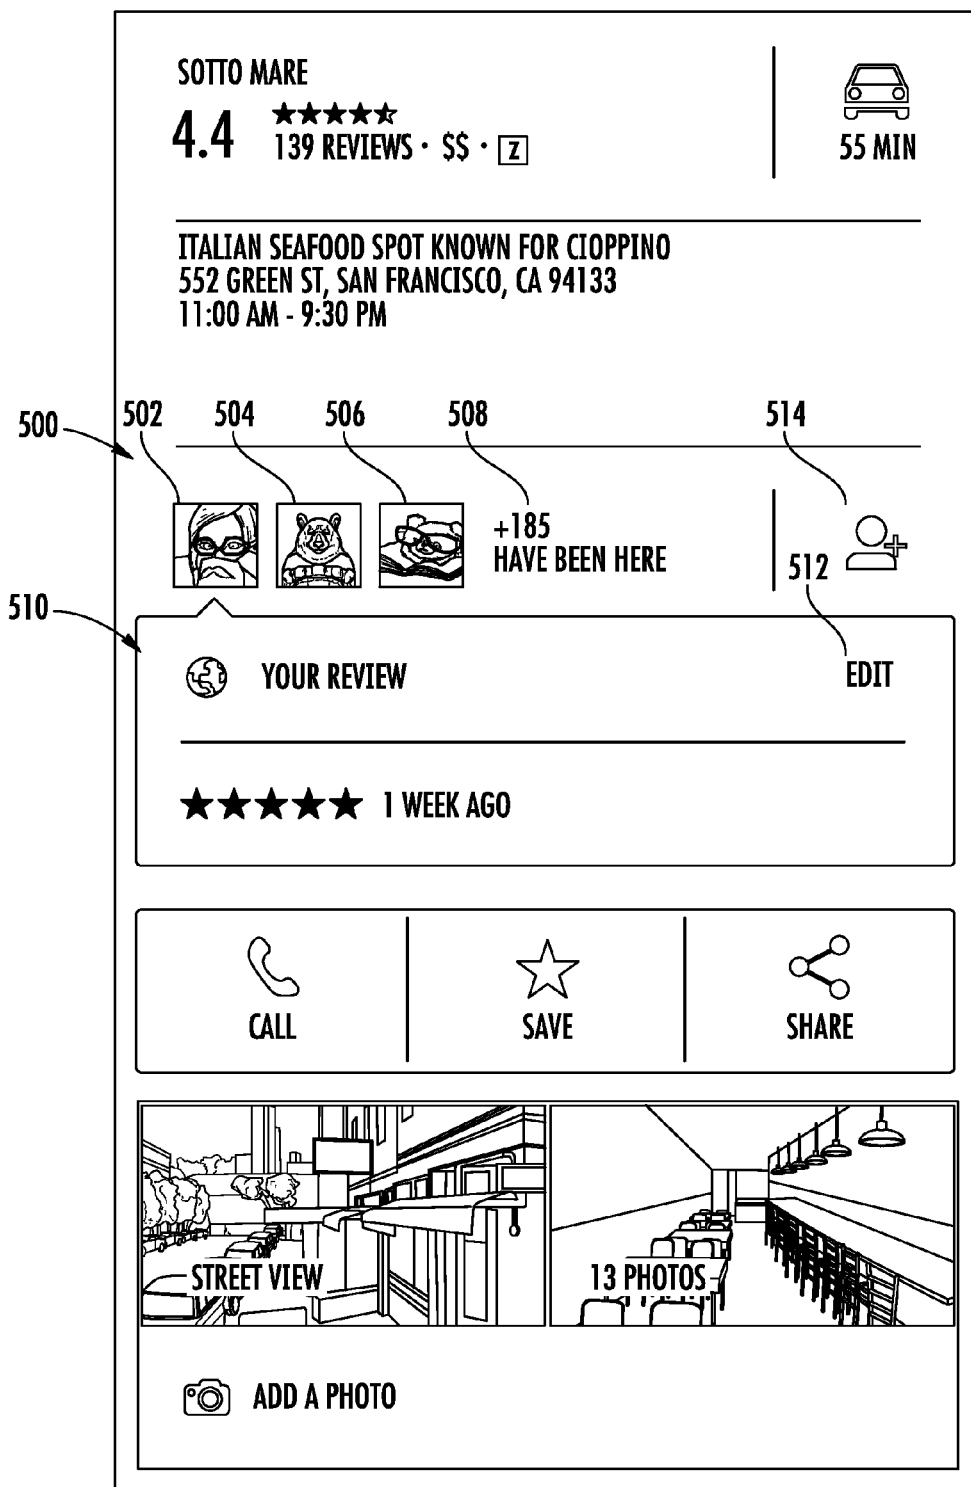 SOTTO MARE
4.4
139 REVIEWS · $$ · Z
55 MIN
ITALIAN SEAFOOD SPOT KNOWN FOR CIOPPINO
552 GREEN ST, SAN FRANCISCO, CA 94133
11:00 AM - 9:30 PM
500
502
504
506
508
514
+185
HAVE BEEN HERE
512
510
YOUR REVIEW
EDIT
1 WEEK AGO
CALL
SAVE
SHARE
STREET VIEW
13 PHOTOS
ADD A PHOTO